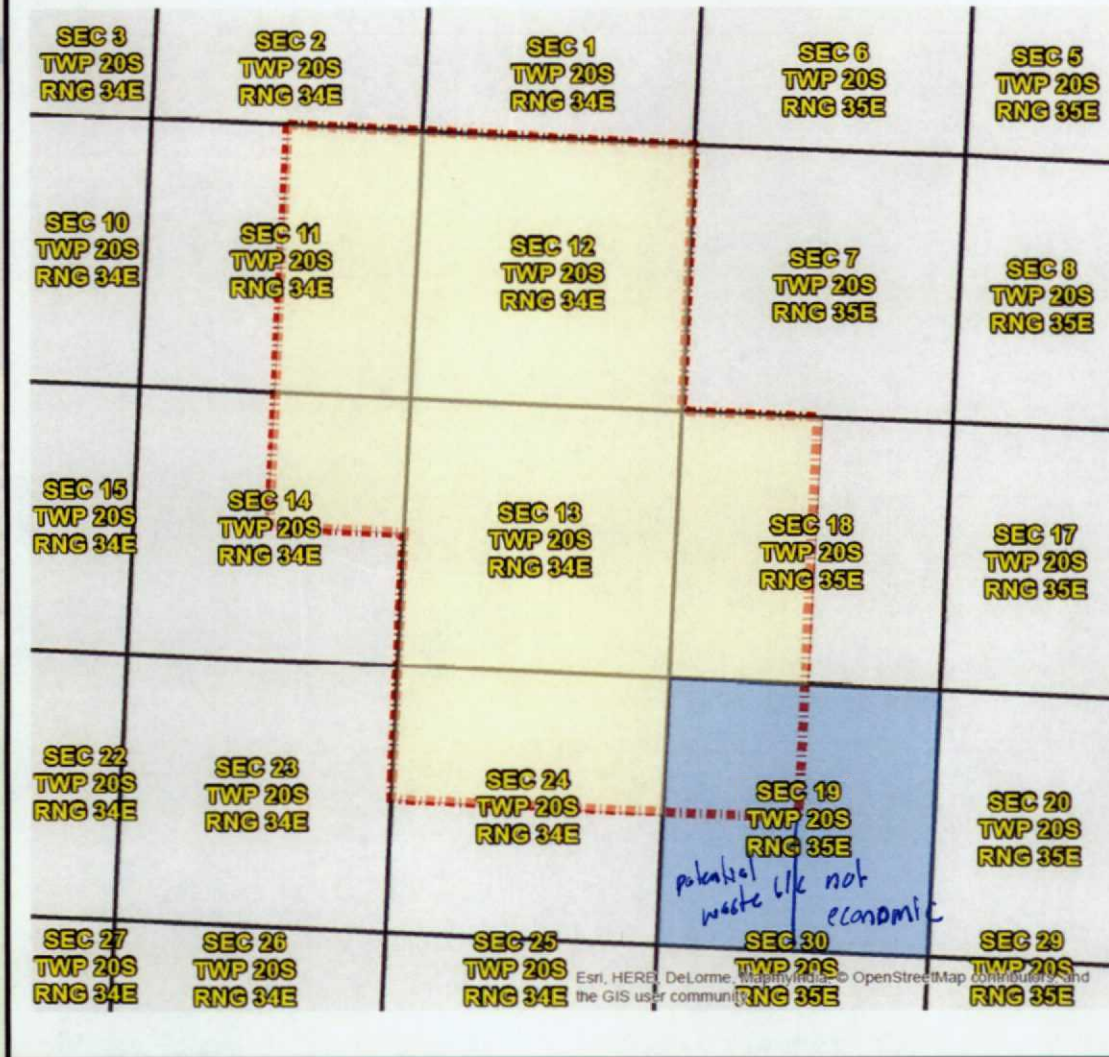 SEC 3
TWP 20S
RNG 34E
SEC 2
TWP 20S
RNG 34E
SEC 1
TWP 20S
RNG 34E
SEC 6
TWP 20S
RNG 35E
SEC 5
TWP 20S
RNG 35E
SEC 10
TWP 20S
RNG 34E
SEC 11
TWP 20S
RNG 34E
SEC 12
TWP 20S
RNG 34E
SEC 7
TWP 20S
RNG 35E
SEC 8
TWP 20S
RNG 35E
SEC 15
TWP 20S
RNG 34E
SEC 14
TWP 20S
RNG 34E
SEC 13
TWP 20S
RNG 34E
SEC 18
TWP 20S
RNG 35E
SEC 17
TWP 20S
RNG 35E
SEC 22
TWP 20S
RNG 34E
SEC 23
TWP 20S
RNG 34E
SEC 24
TWP 20S
RNG 34E
SEC 19
TWP 20S
RNG 35E
SEC 20
TWP 20S
RNG 35E
potential not
waste economic
SEC 27
TWP 20S
RNG 34E
SEC 26
TWP 20S
RNG 34E
SEC 25
TWP 20S
RNG 34E
SEC 30
TWP 20S
RNG 35E
SEC 29
TWP 20S
RNG 35E
Esri, HERE, DeLorme, MapmyIndia, © OpenStreetMap contributors, and
the GIS user community